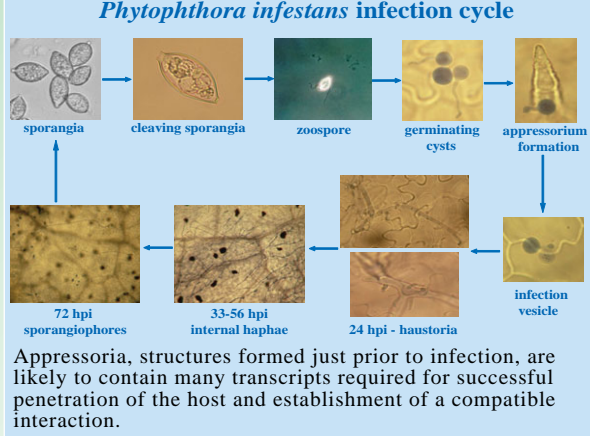 Phytophthora infestans infection cycle
sporangia
cleaving sporangia
zoospore
germinating
cysts
appressorium
formation
72 hpi
sporangiophores
33-56 hpi
internal haphae
24 hpi - haustoria
infection
vesicle
Appressoria, structures formed just prior to infection, are
likely to contain many transcripts required for successful
penetration of the host and establishment of a compatible
interaction.